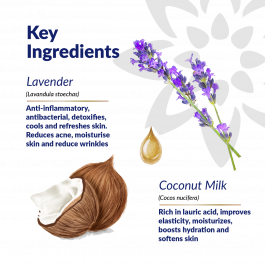 Key
Ingredients
Lavender
(Lavandula stoechas)
Anti-inflammatory,
antibacterial, detoxifies,
cools and refreshes skin.
Reduces acne, moisturise
skin and reduce wrinkles
Coconut Milk
(Cocos nucifera)
Rich in lauric acid, improves
elasticity, moisturizes,
boosts hydration and
softens skin